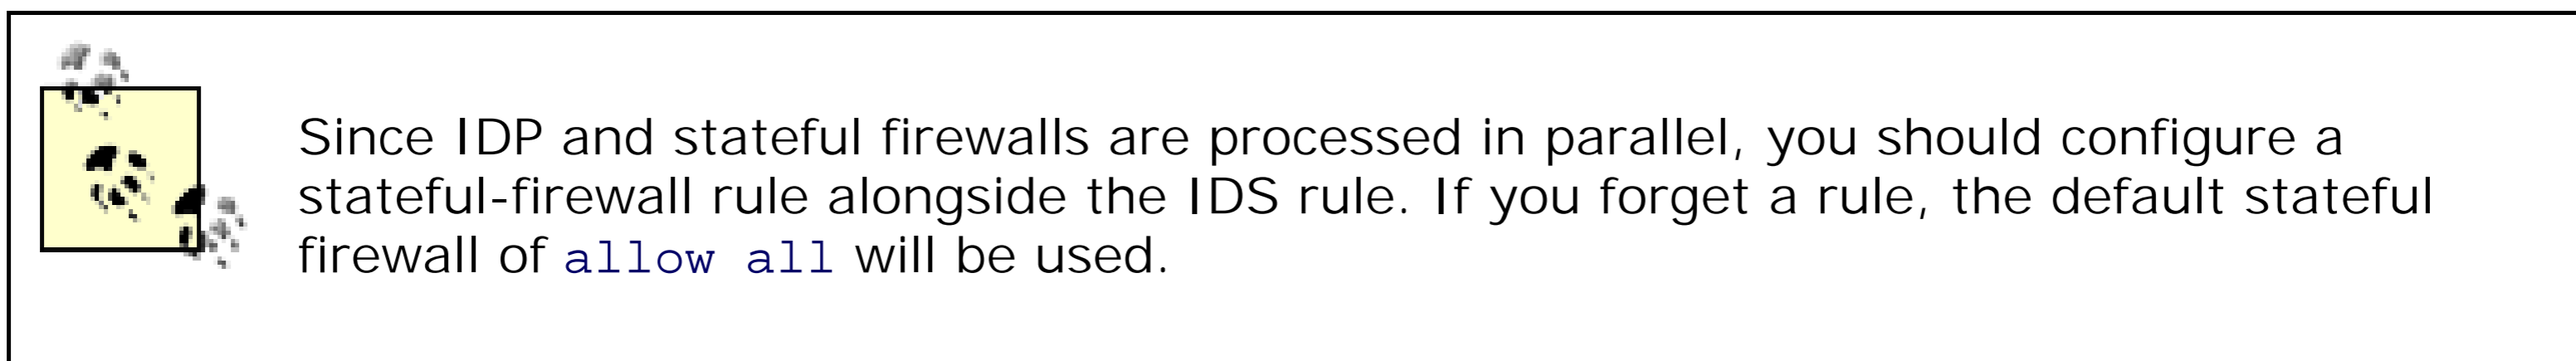 Since IDP and stateful firewalls are processed in parallel, you should configure a
stateful-firewall rule alongside the IDS rule. If you forget a rule, the default stateful
firewall of allow all will be used.